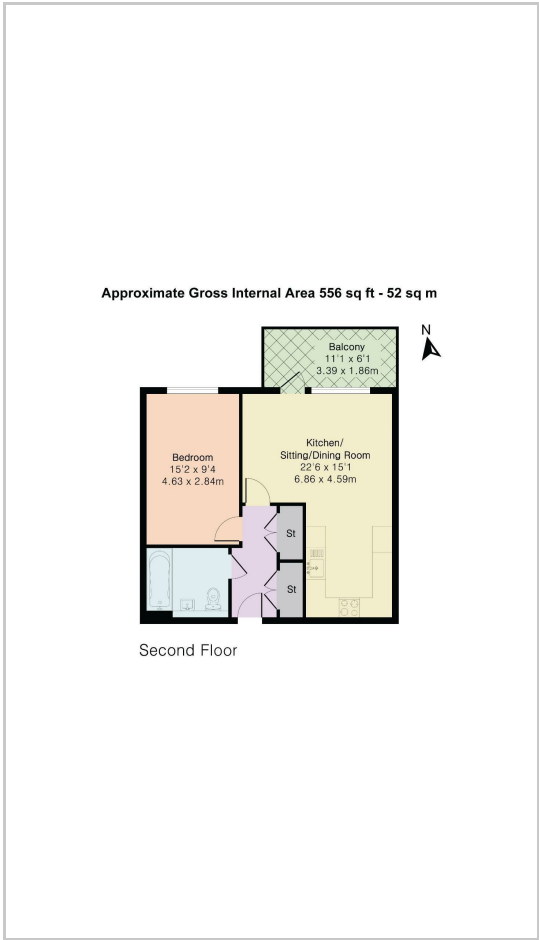 Approximate Gross Internal Area 556 sq ft - 52 sq m
N
Balcony
11'1 x 6'1
3.39 x 1.86m
Bedroom
15'2 x 9'4
4.63 x 2.84m
Kitchen/
Sitting/Dining Room
22'6 x 15'1
6.86 x 4.59m
St
St
Second Floor